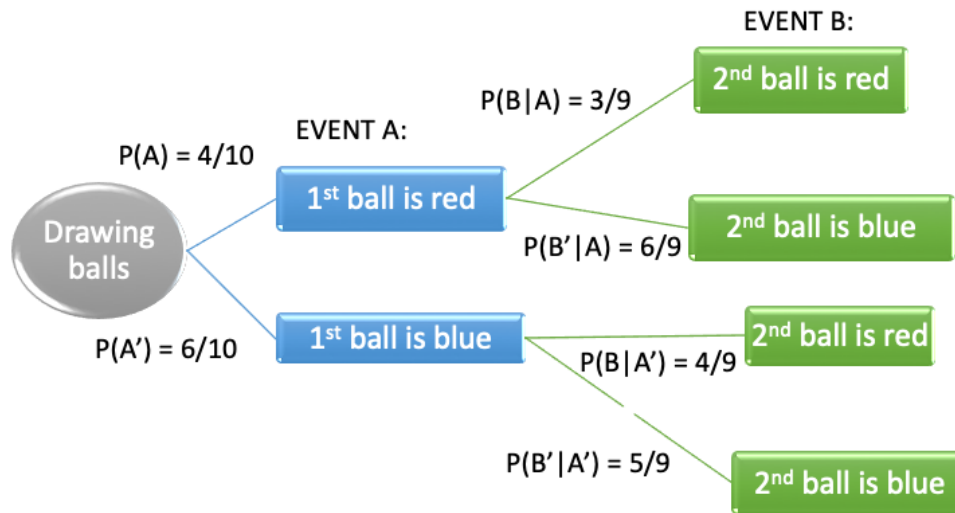 EVENT B:
2nd ball is red
P(B|A) = 3/9
EVENT A:
P(A) = 4/10
1st ball is red
2nd ball is blue
Drawing
balls
P(B'|A) = 6/9
P(A') = 6/10
1st ball is blue
2nd ball is red
P(B|A') = 4/9
P(B'|A') = 5/9
2nd ball is blue